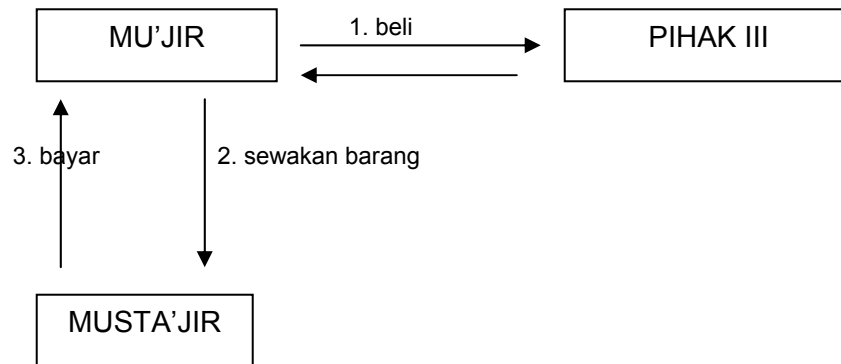 MU’JIR
1. beli
PIHAK III
3. bayar
2. sewakan barang
MUSTA’JIR